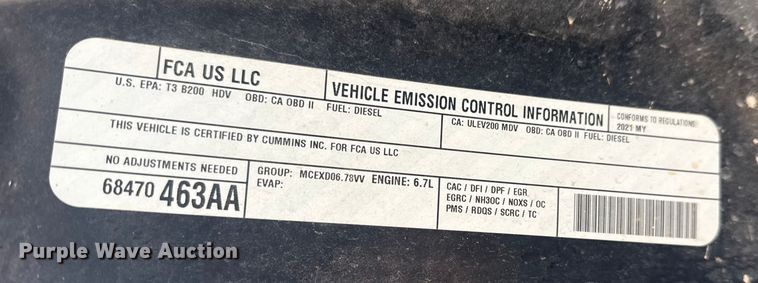 FCA US LLC
VEHICLE EMISSION CONTROL INFORMATION
CONFORMS TO REGULATIONS:
2021 MY
U.S. EPA: T3 B200 HDV OBD: CA OBD II FUEL: DIESEL
CA: ULEV200 MDV OBD: CA OBD II FUEL: DIESEL
THIS VEHICLE IS CERTIFIED BY CUMMINS INC. FOR FCA US LLC
NO ADJUSTMENTS NEEDED
68470 463AA
GROUP: MCEXD06.78VV ENGINE: 6.7L
EVAP:
CAC / DFI / DPF / EGR
EGRC / NH3OC / NOXS / OC
PMS / RDQS / SCRC / TC
Purple Wave Auction